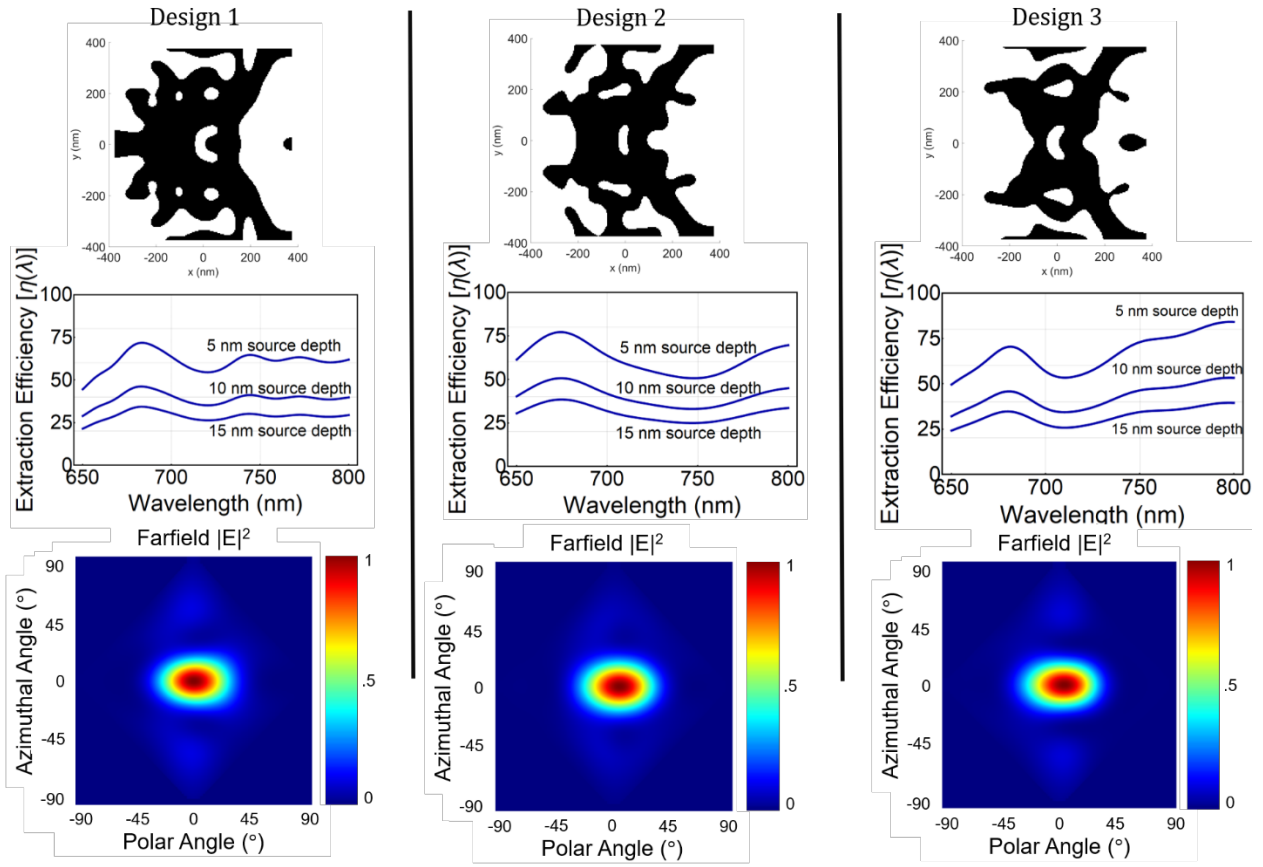 Design 1
400
200
0
-200
-400
y (nm)
-400 -200 0 200 400
x (nm)
Extraction Efficiency [η(λ)]
100
75
50
25
0
5 nm source depth
10 nm source depth
15 nm source depth
650 700 750 800
Wavelength (nm)
Farfield |E|²
90
45
0
-45
-90
Azimuthal Angle (°)
-90 -45 0 45 90
Polar Angle (°)
1
.5
0
Design 2
400
200
0
-200
-400
y (nm)
-400 -200 0 200 400
x (nm)
Extraction Efficiency [η(λ)]
100
75
50
25
0
5 nm source depth
10 nm source depth
15 nm source depth
650 700 750 800
Wavelength (nm)
Farfield |E|²
90
45
0
-45
-90
Azimuthal Angle (°)
-90 -45 0 45 90
Polar Angle (°)
1
.5
0
Design 3
400
200
0
-200
-400
y (nm)
-400 -200 0 200 400
x (nm)
Extraction Efficiency [η(λ)]
100
75
50
25
0
5 nm source depth
10 nm source depth
15 nm source depth
650 700 750 800
Wavelength (nm)
Farfield |E|²
90
45
0
-45
-90
Azimuthal Angle (°)
-90 -45 0 45 90
Polar Angle (°)
1
.5
0